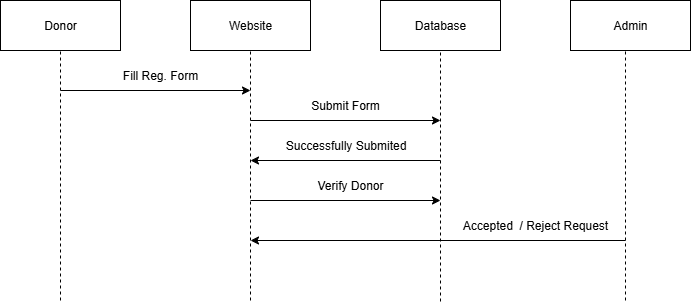 Donor
Website
Database
Admin
Fill Reg. Form
Submit Form
Successfully Submited
Verify Donor
Accepted / Reject Request